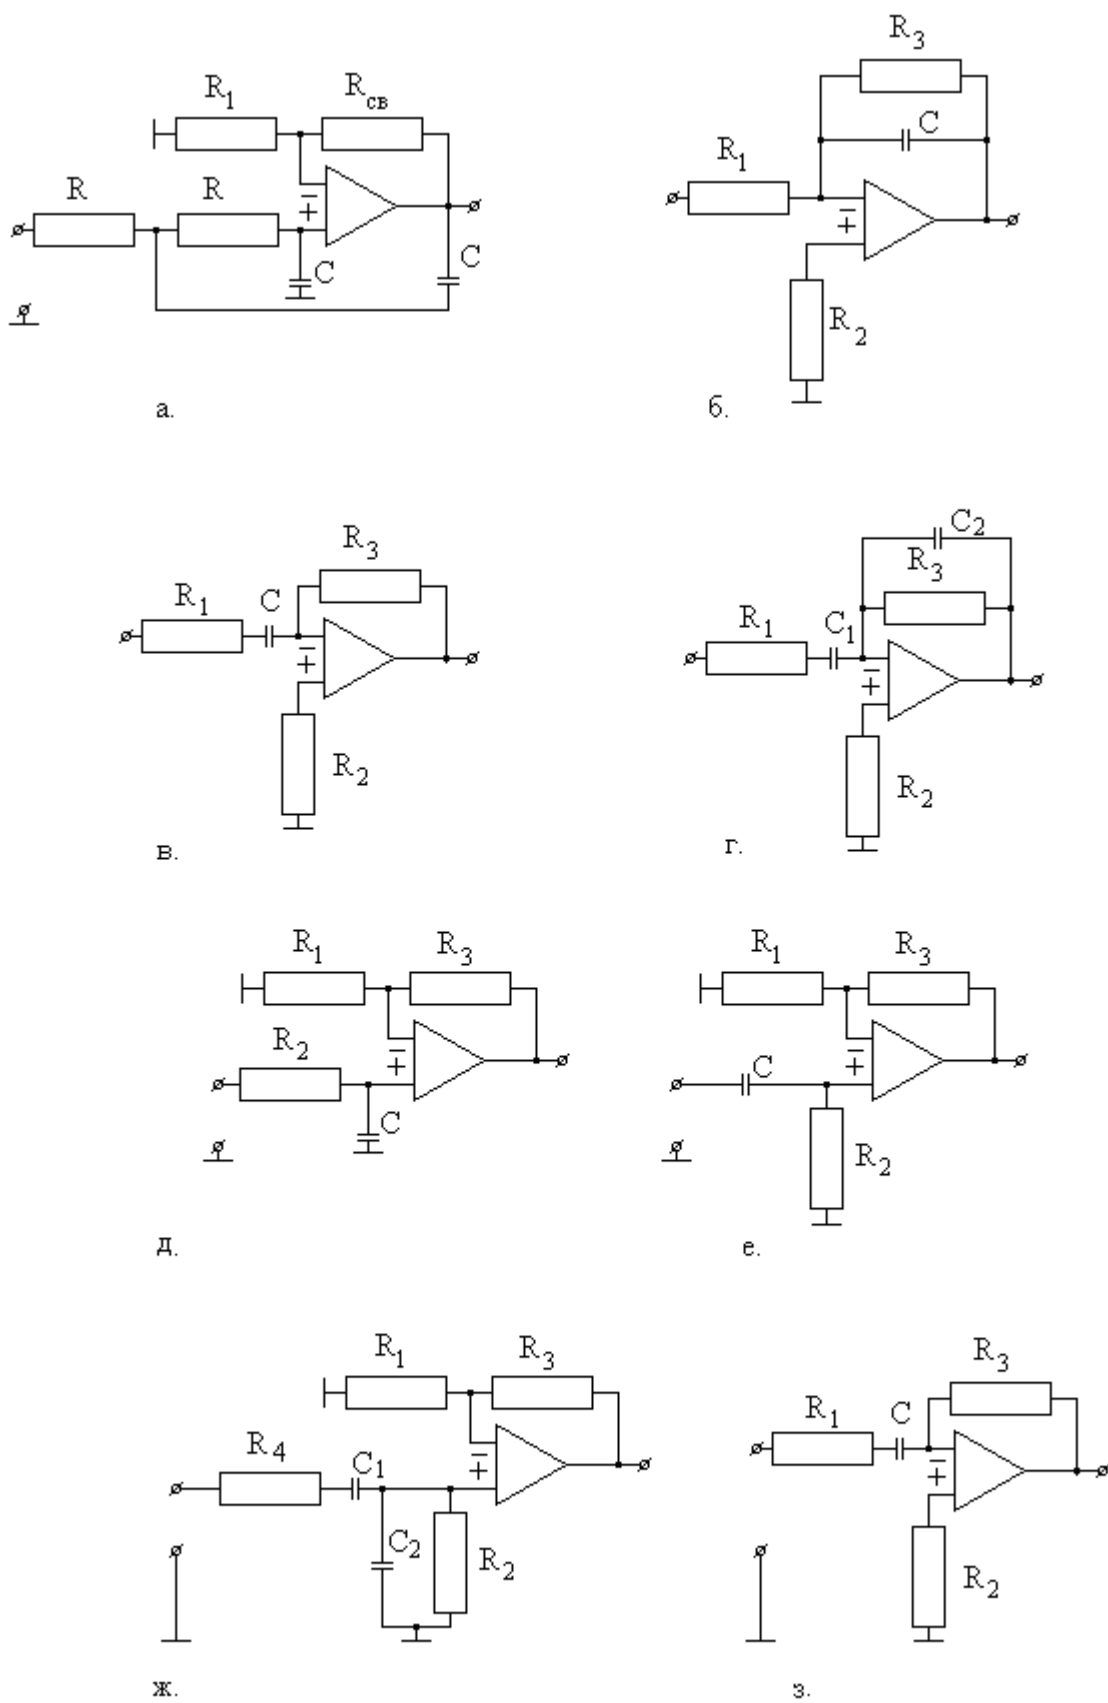 R1 Rсв
R R
− +
C C
а.
R3
C
R1
− +
R2
б.
R3
R1 C
− +
R2
в.
C2
R3
R1 C1
− +
R2
г.
R1 R3
R2
− +
C
д.
R1 R3
− +
C
R2
е.
R1 R3
R4 C1
− +
C2 R2
ж.
R3
R1 C
− +
R2
з.